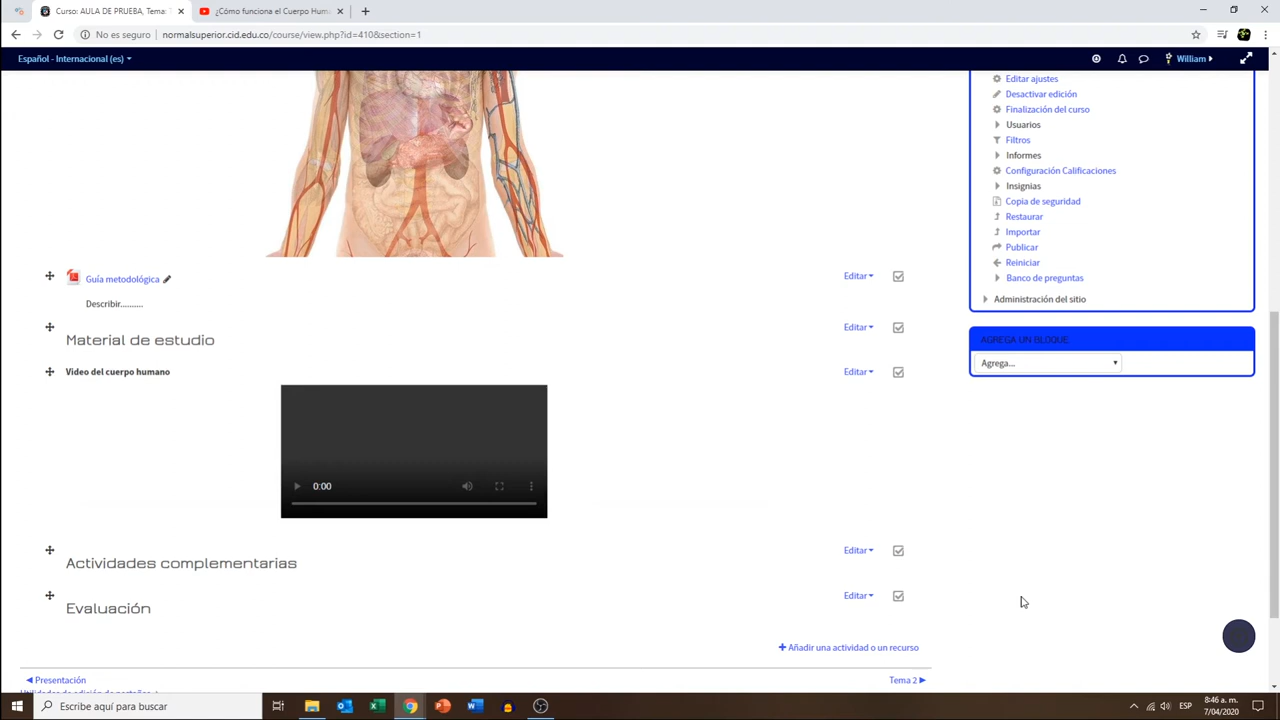 Curso: AULA DE PRUEBA, Tema: T
¿Cómo funciona el Cuerpo Hum
No es seguro
normalsuperior.cid.edu.co/course/view.php?id=410&section=1
Español - Internacional (es)
William
Editar ajustes
Desactivar edición
Finalización del curso
Usuarios
Filtros
Informes
Configuración Calificaciones
Insignias
Copia de seguridad
Restaurar
Importar
Publicar
Reiniciar
Banco de preguntas
Administración del sitio
AGREGA UN BLOQUE
Agrega...
Guía metodológica
Editar
Describir..........
Material de estudio
Editar
Video del cuerpo humano
Editar
0:00
Actividades complementarias
Editar
Evaluación
Editar
Añadir una actividad o un recurso
Presentación
Tema 2
Utilidades de edición de pestañas
Escribe aquí para buscar
ESP
8:46 a. m.
7/04/2020